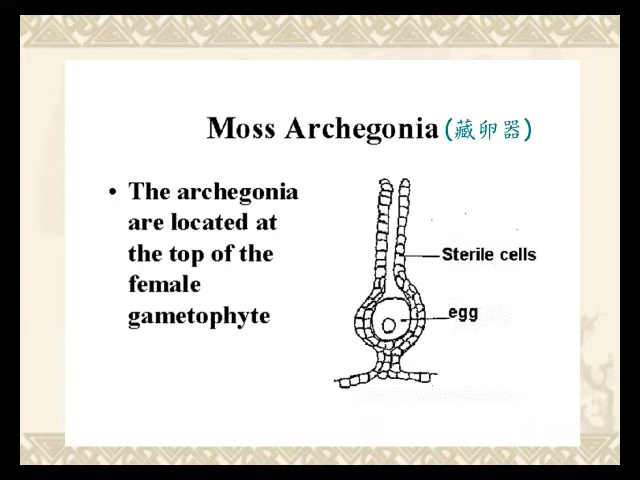 Moss Archegonia (藏卵器)
• The archegonia
are located at
the top of the
female
gametophyte
Sterile cells
egg